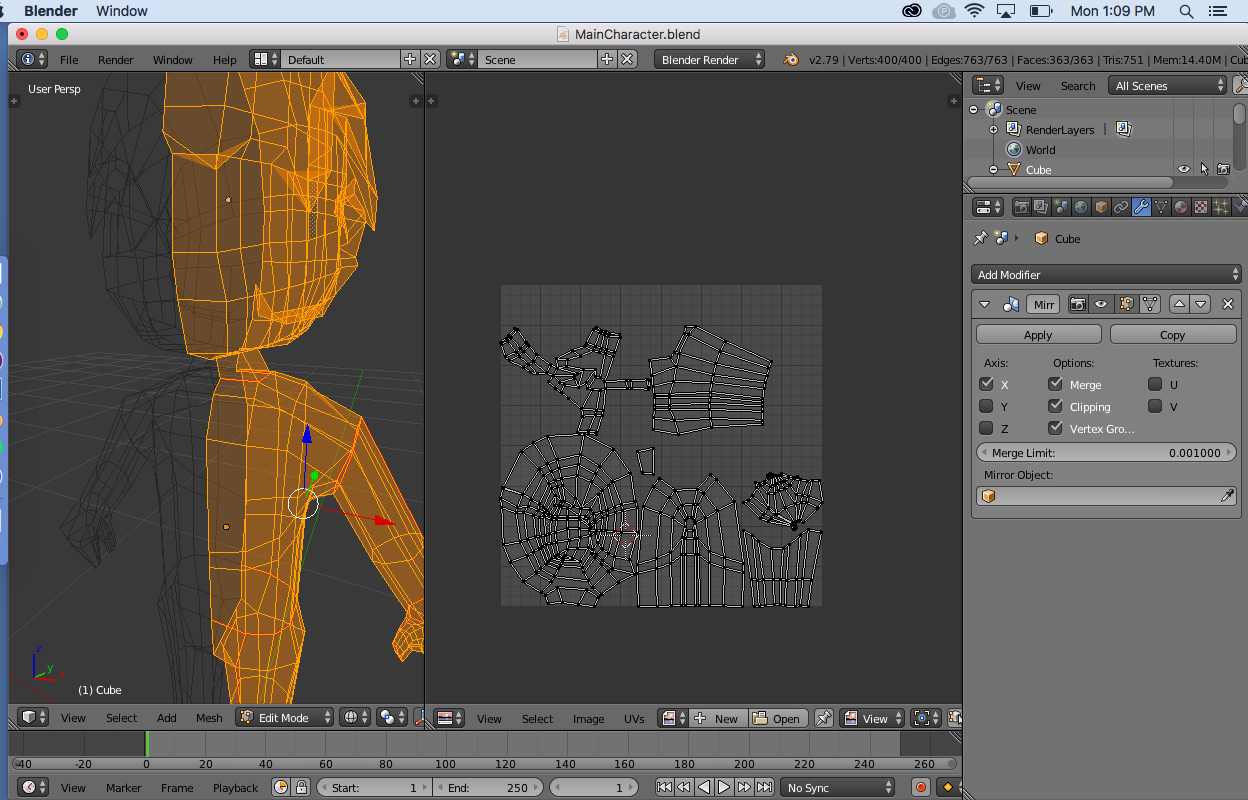 Blender Window Mon 1:09 PM
MainCharacter.blend
File Render Window Help Default Scene Blender Render v2.79 | Verts:400/400 | Edges:763/763 | Faces:363/363 | Tris:751 | Mem:14.40M | Cub
User Persp
View Search All Scenes
Scene
RenderLayers |
World
Cube
Cube
Add Modifier
Mirr
Apply Copy
Axis: Options: Textures:
X Merge U
Y Clipping V
Z Vertex Gro...
Merge Limit: 0.001000
Mirror Object:
z
y
x
(1) Cube
View Select Add Mesh Edit Mode
View Select Image UVs New Open View
-40 -20 0 20 40 60 80 100 120 140 160 180 200 220 240 260
View Marker Frame Playback Start: 1 End: 250 1 No Sync